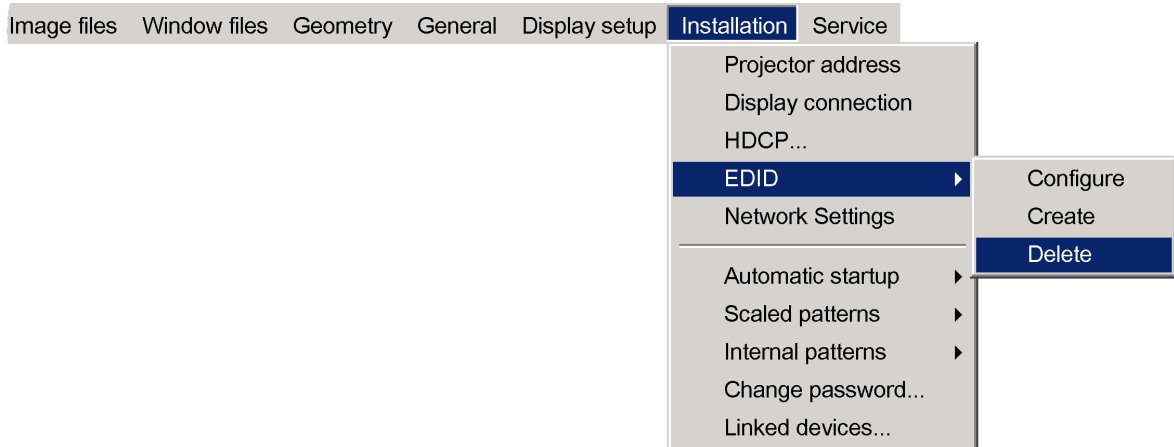 Image files Window files Geometry General Display setup Installation Service
Projector address
Display connection
HDCP...
EDID
Configure
Network Settings
Create
Delete
Automatic startup
Scaled patterns
Internal patterns
Change password...
Linked devices...